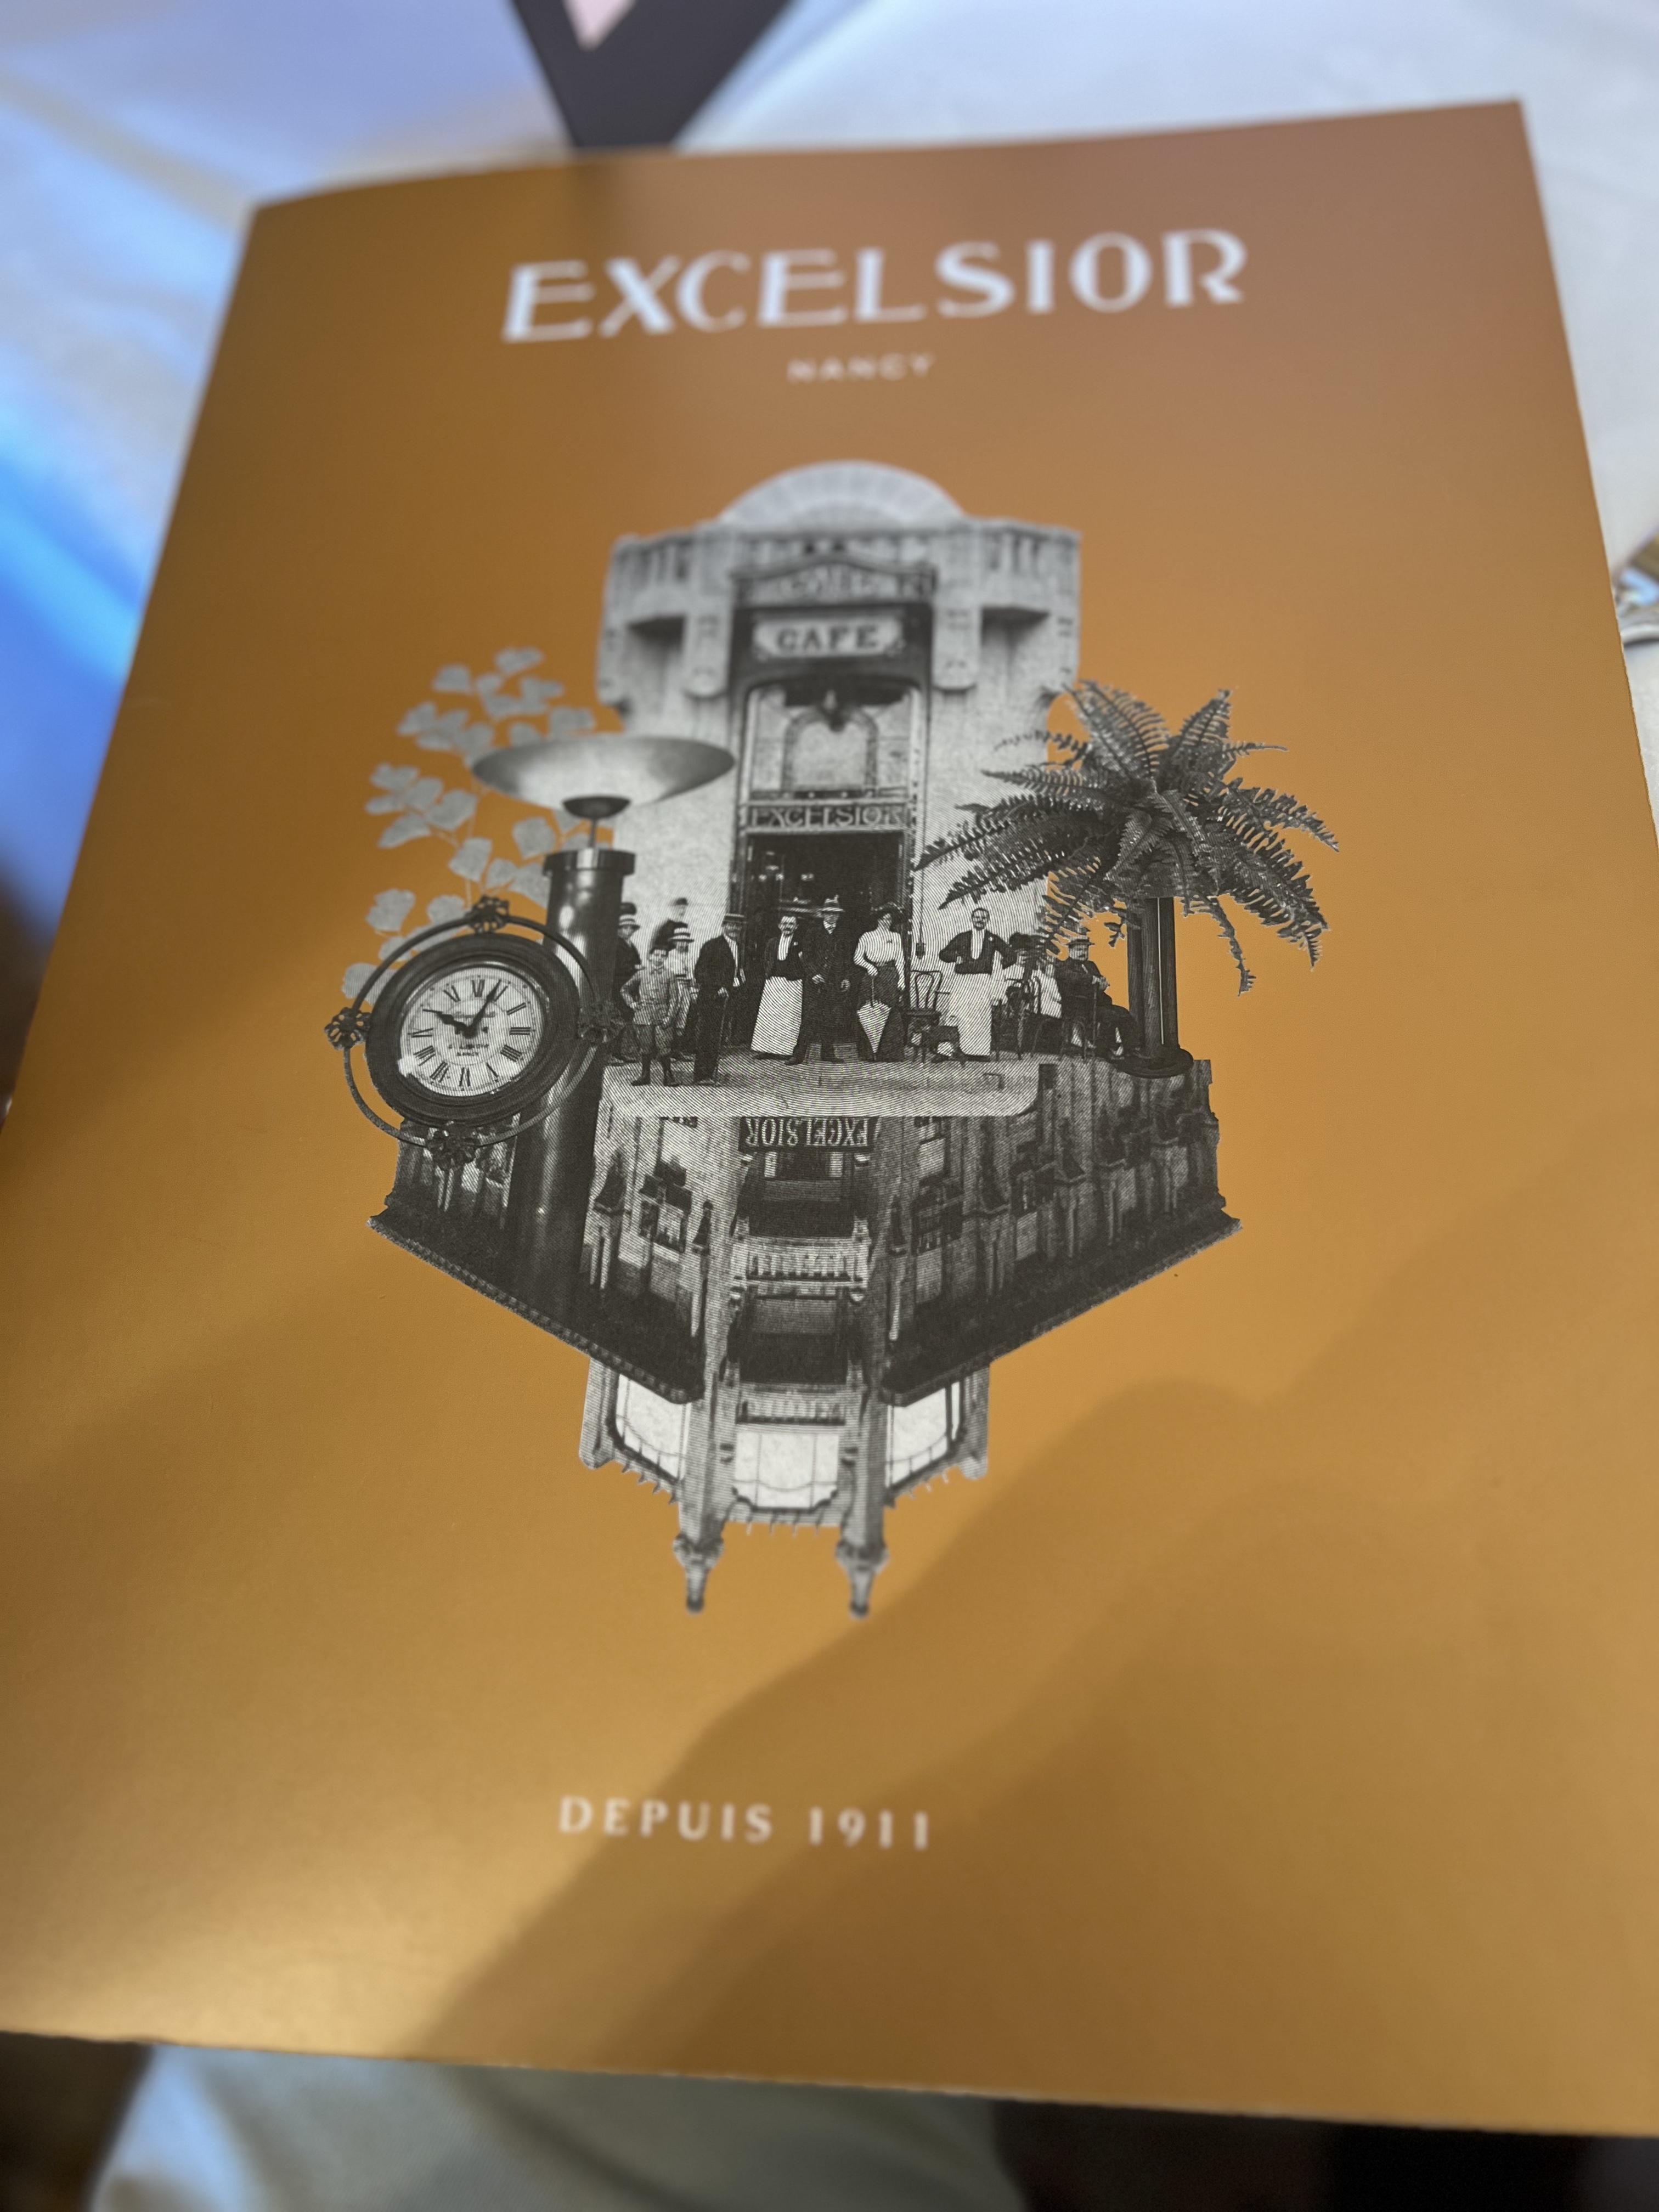 EXCELSIOR
NANCY
CAFE
EXCELSIOR
EXCELSIOR
DEPUIS 1911